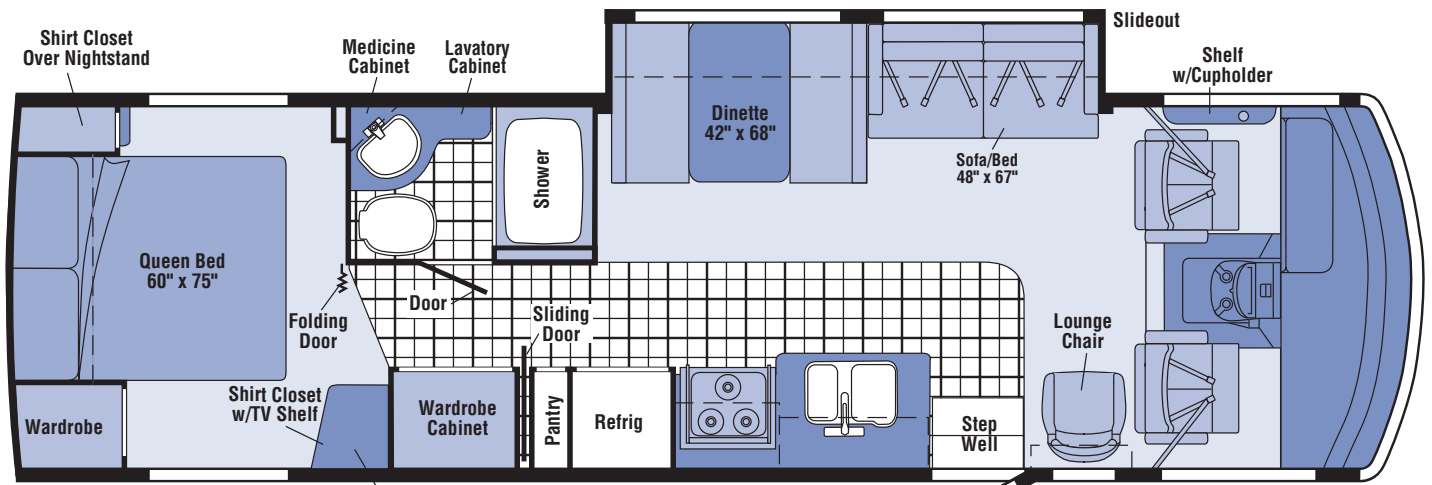 Slideout
Shirt Closet
Over Nightstand
Medicine
Cabinet
Lavatory
Cabinet
Shelf
w/Cupholder
Dinette
42" x 68"
Sofa/Bed
48" x 67"
Shower
Queen Bed
60" x 75"
Door
Folding
Door
Sliding
Door
Lounge
Chair
Shirt Closet
w/TV Shelf
Wardrobe
Wardrobe
Cabinet
Pantry
Refrig
Step
Well